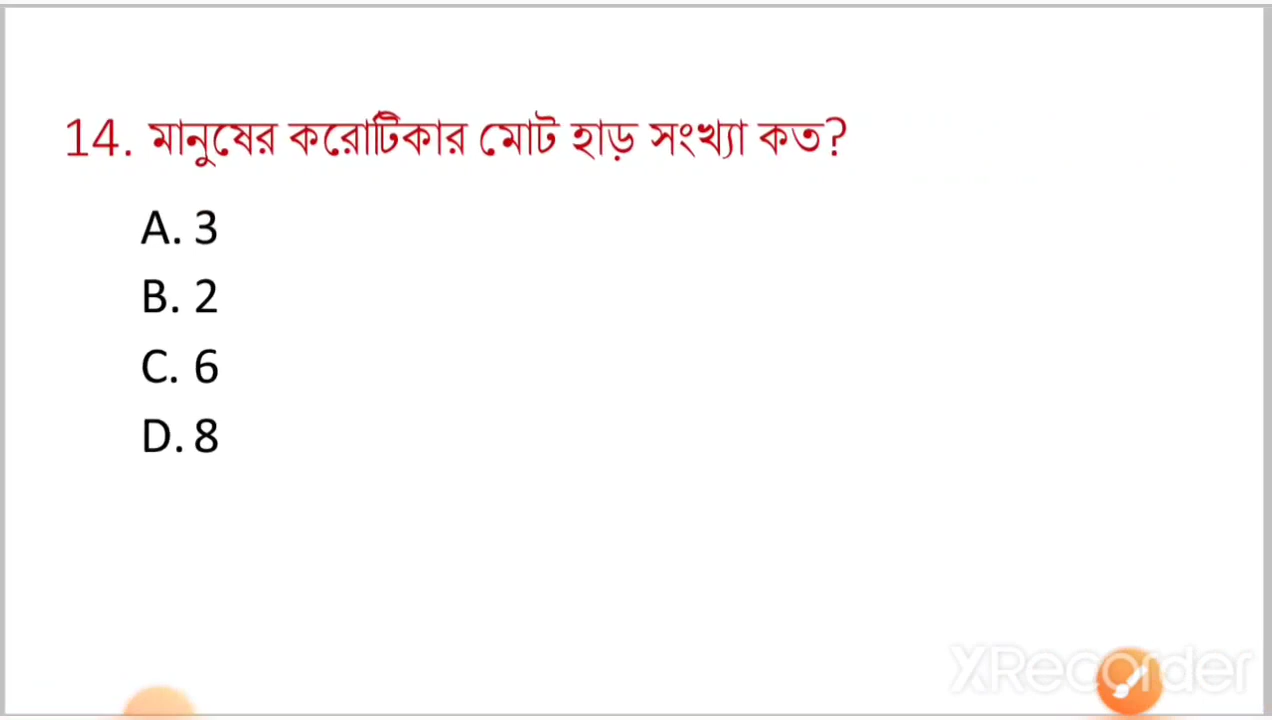 14. মানুষের করোটিকার মোট হাড় সংখ্যা কত?
A. 3
B. 2
C. 6
D. 8
XRecorder